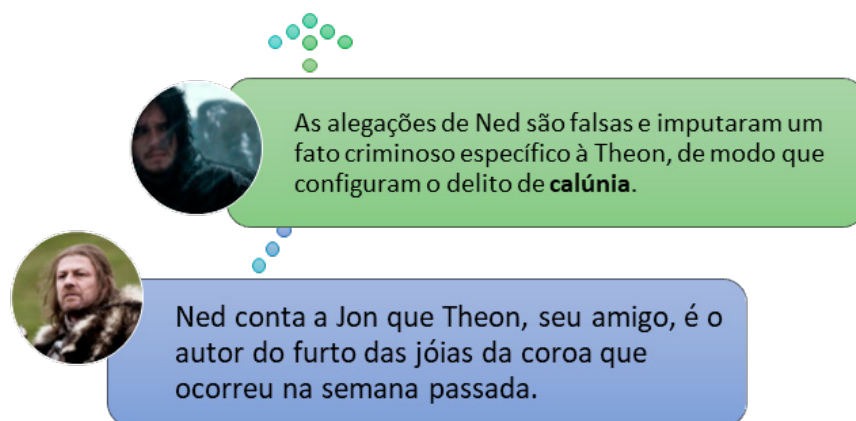 As alegações de Ned são falsas e imputaram um
fato criminoso específico à Theon, de modo que
configuram o delito de calúnia.
Ned conta a Jon que Theon, seu amigo, é o
autor do furto das jóias da coroa que
ocorreu na semana passada.